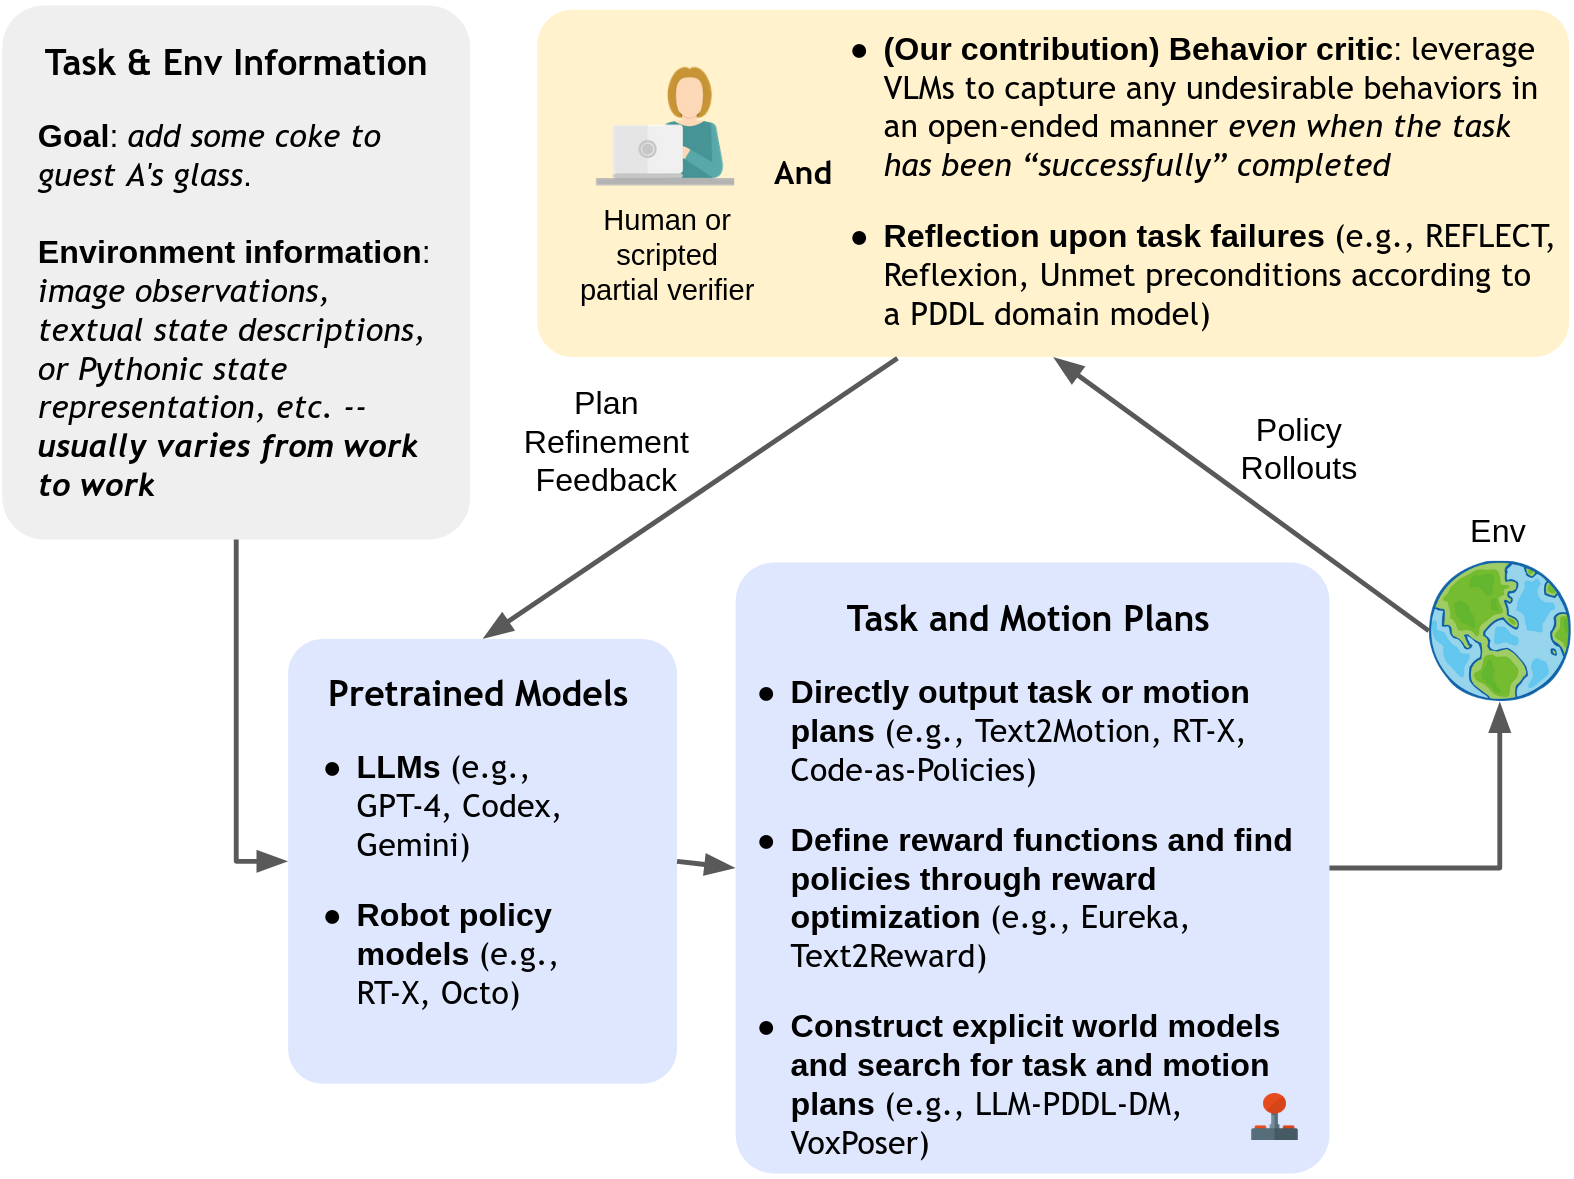 Task & Env Information
Goal: add some coke to
guest A's glass.
Environment information:
image observations,
textual state descriptions,
or Pythonic state
representation, etc. --
usually varies from work
to work
Human or
scripted
partial verifier
And
● (Our contribution) Behavior critic: leverage
VLMs to capture any undesirable behaviors in
an open-ended manner even when the task
has been “successfully” completed
● Reflection upon task failures (e.g., REFLECT,
Reflexion, Unmet preconditions according to
a PDDL domain model)
Plan
Refinement
Feedback
Policy
Rollouts
Env
Pretrained Models
● LLMs (e.g.,
GPT-4, Codex,
Gemini)
● Robot policy
models (e.g.,
RT-X, Octo)
Task and Motion Plans
● Directly output task or motion
plans (e.g., Text2Motion, RT-X,
Code-as-Policies)
● Define reward functions and find
policies through reward
optimization (e.g., Eureka,
Text2Reward)
● Construct explicit world models
and search for task and motion
plans (e.g., LLM-PDDL-DM,
VoxPoser)